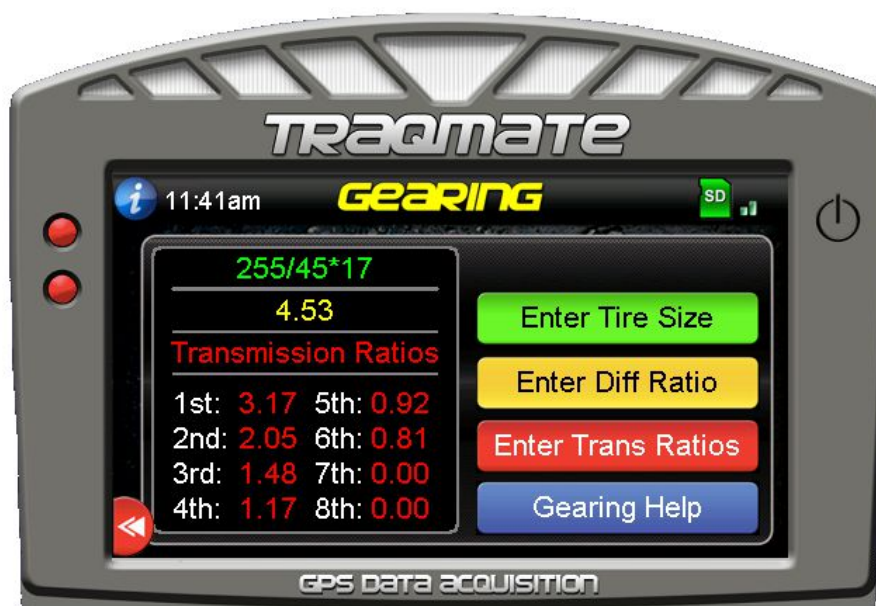 TRAQMATE
11:41am GEARING SD
255/45*17
4.53
Transmission Ratios
1st: 3.17 5th: 0.92
2nd: 2.05 6th: 0.81
3rd: 1.48 7th: 0.00
4th: 1.17 8th: 0.00
Enter Tire Size
Enter Diff Ratio
Enter Trans Ratios
Gearing Help
GPS DATA ACQUISITION